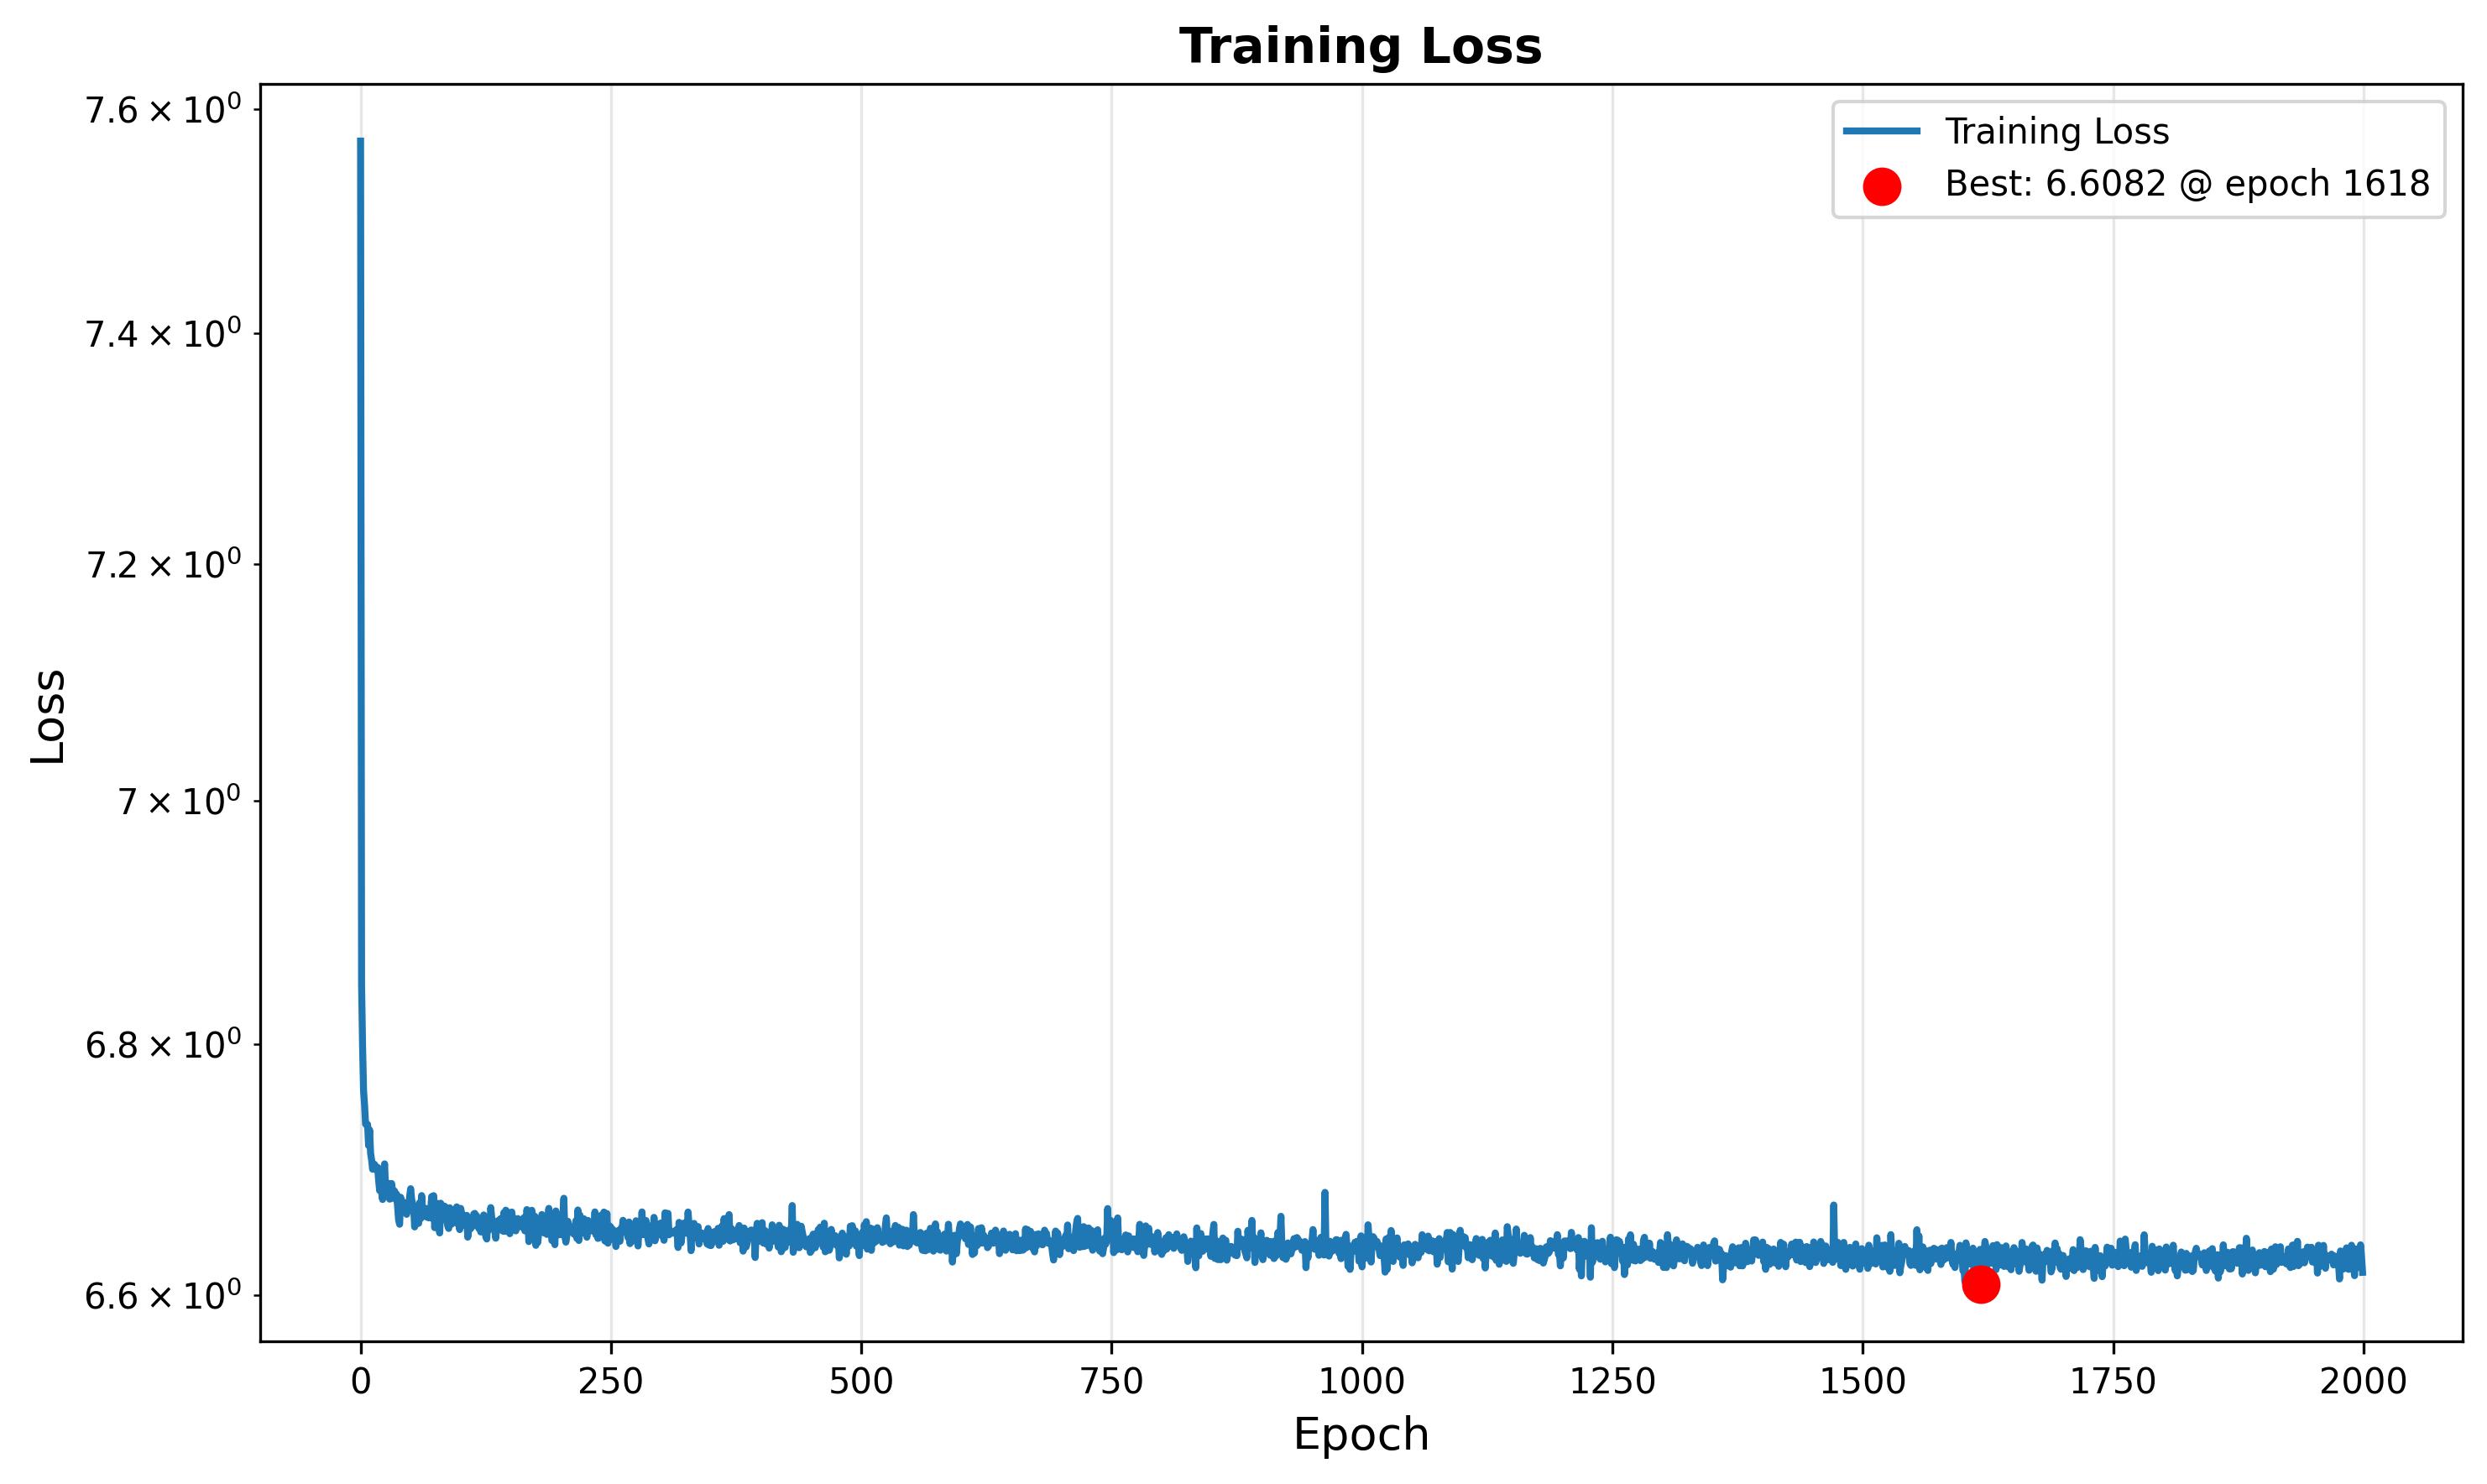 Training Loss
7.6 × 10⁰
7.4 × 10⁰
7.2 × 10⁰
7 × 10⁰
6.8 × 10⁰
6.6 × 10⁰
Loss
Training Loss
Best: 6.6082 @ epoch 1618
0 250 500 750 1000 1250 1500 1750 2000
Epoch